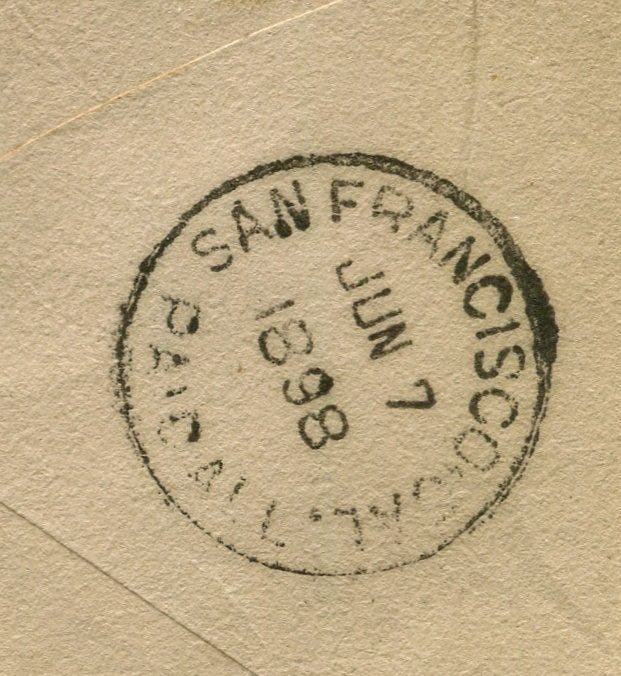 SAN FRANCISCO, CAL.
PAID ALL
JUN 7
1898